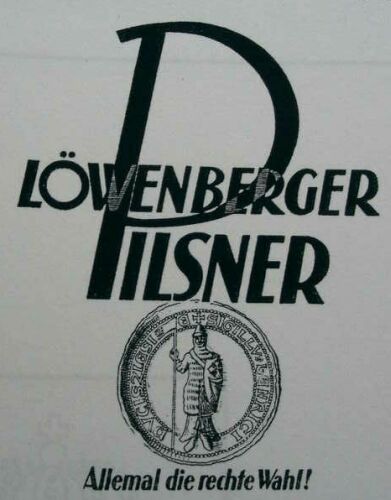 LÖWENBERGER
PILSNER
Allemal die rechte Wahl!